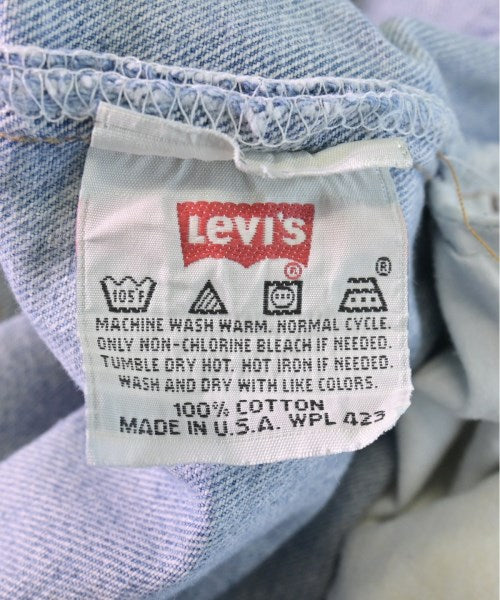 Levi's
®
®
105°F
MACHINE WASH WARM. NORMAL CYCLE.
ONLY NON-CHLORINE BLEACH IF NEEDED.
TUMBLE DRY HOT. HOT IRON IF NEEDED.
WASH AND DRY WITH LIKE COLORS.
100% COTTON
MADE IN U.S.A. WPL 423